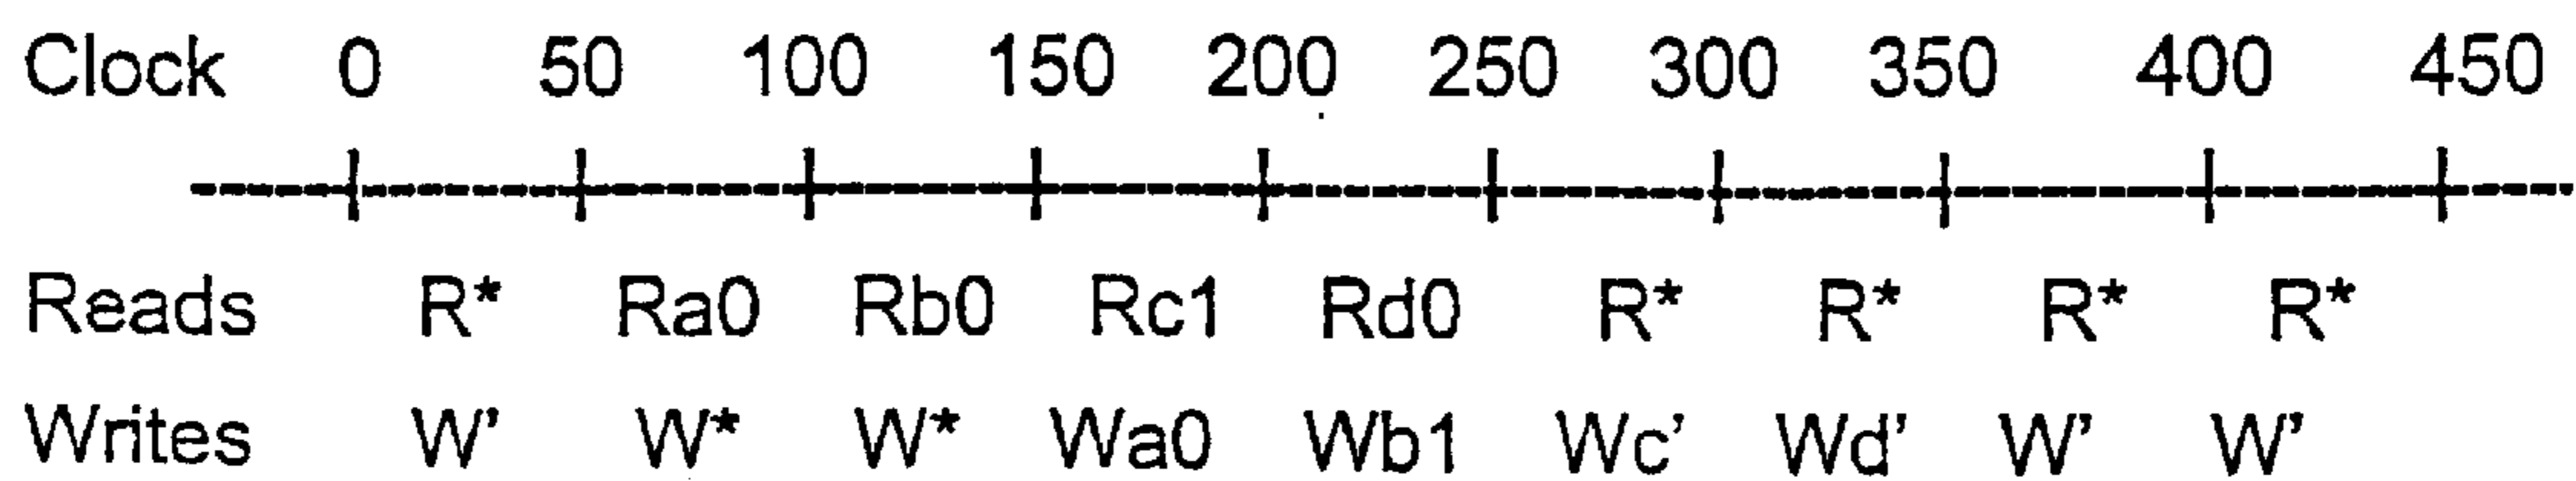 Clock 0 50 100 150 200 250 300 350 400 450
Reads R* Ra0 Rb0 Rc1 Rd0 R* R* R* R*
Writes W' W* W* Wa0 Wb1 Wc' Wd' W' W'